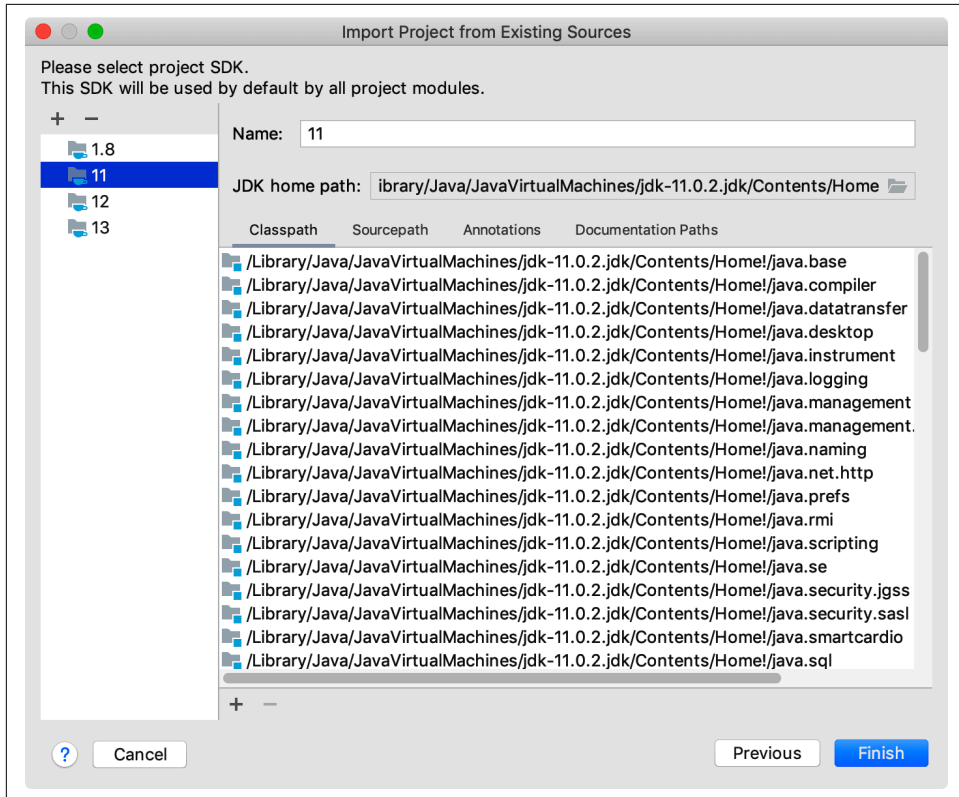 Import Project from Existing Sources
Please select project SDK.
This SDK will be used by default by all project modules.
+ −
1.8
11
12
13
Name: 11
JDK home path: ibrary/Java/JavaVirtualMachines/jdk-11.0.2.jdk/Contents/Home
Classpath Sourcepath Annotations Documentation Paths
/Library/Java/JavaVirtualMachines/jdk-11.0.2.jdk/Contents/Home!/java.base
/Library/Java/JavaVirtualMachines/jdk-11.0.2.jdk/Contents/Home!/java.compiler
/Library/Java/JavaVirtualMachines/jdk-11.0.2.jdk/Contents/Home!/java.datatransfer
/Library/Java/JavaVirtualMachines/jdk-11.0.2.jdk/Contents/Home!/java.desktop
/Library/Java/JavaVirtualMachines/jdk-11.0.2.jdk/Contents/Home!/java.instrument
/Library/Java/JavaVirtualMachines/jdk-11.0.2.jdk/Contents/Home!/java.logging
/Library/Java/JavaVirtualMachines/jdk-11.0.2.jdk/Contents/Home!/java.management
/Library/Java/JavaVirtualMachines/jdk-11.0.2.jdk/Contents/Home!/java.management.
/Library/Java/JavaVirtualMachines/jdk-11.0.2.jdk/Contents/Home!/java.naming
/Library/Java/JavaVirtualMachines/jdk-11.0.2.jdk/Contents/Home!/java.net.http
/Library/Java/JavaVirtualMachines/jdk-11.0.2.jdk/Contents/Home!/java.prefs
/Library/Java/JavaVirtualMachines/jdk-11.0.2.jdk/Contents/Home!/java.rmi
/Library/Java/JavaVirtualMachines/jdk-11.0.2.jdk/Contents/Home!/java.scripting
/Library/Java/JavaVirtualMachines/jdk-11.0.2.jdk/Contents/Home!/java.se
/Library/Java/JavaVirtualMachines/jdk-11.0.2.jdk/Contents/Home!/java.security.jgss
/Library/Java/JavaVirtualMachines/jdk-11.0.2.jdk/Contents/Home!/java.security.sasl
/Library/Java/JavaVirtualMachines/jdk-11.0.2.jdk/Contents/Home!/java.smartcardio
/Library/Java/JavaVirtualMachines/jdk-11.0.2.jdk/Contents/Home!/java.sql
+ −
? Cancel Previous Finish